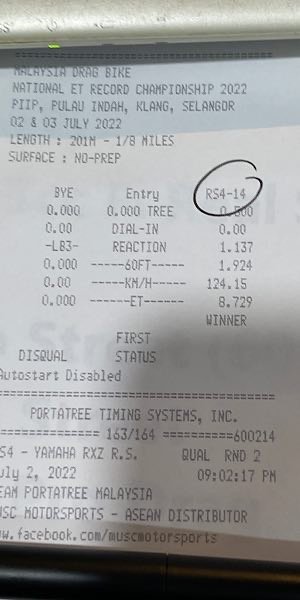 MALAYSIA DRAG BIKE
NATIONAL ET RECORD CHAMPIONSHIP 2022
PIIP, PULAU INDAH, KLANG, SELANGOR
02 & 03 JULY 2022
LENGTH : 201M - 1/8 MILES
SURFACE : NO-PREP
BYE Entry RS4-14
0.000 0.000 TREE 0.500
0.00 DIAL-IN 0.00
-LB3- REACTION 1.137
0.000 -----60FT----- 1.924
0.00 -----KM/H----- 124.15
0.000 ------ET------ 8.729
WINNER
FIRST
DISQUAL STATUS
Autostart Disabled
PORTATREE TIMING SYSTEMS, INC.
=========== 163/164 ==========600214
S4 - YAMAHA RXZ R.S. QUAL RND 2
uly 2, 2022 09:02:17 PM
EAM PORTATREE MALAYSIA
USC MOTORSPORTS - ASEAN DISTRIBUTOR
ww.facebook.com/muscmotorsports